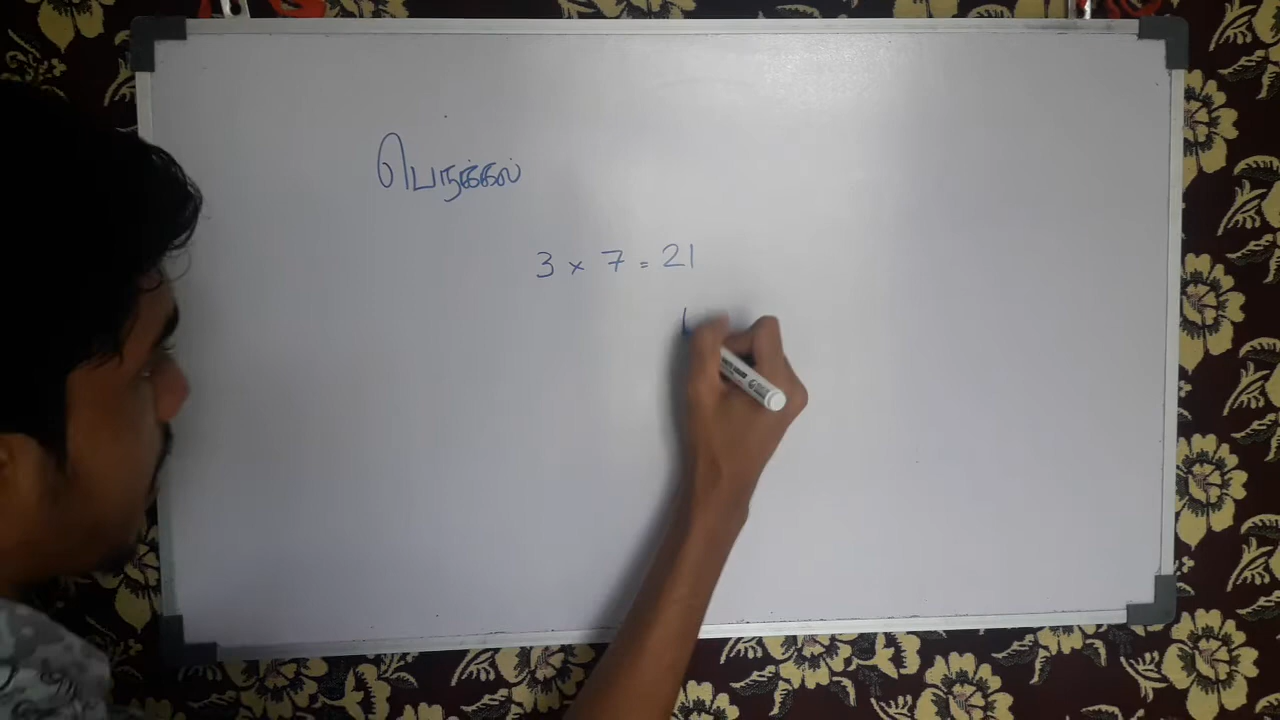 பெருக்கல்
3 × 7 = 21